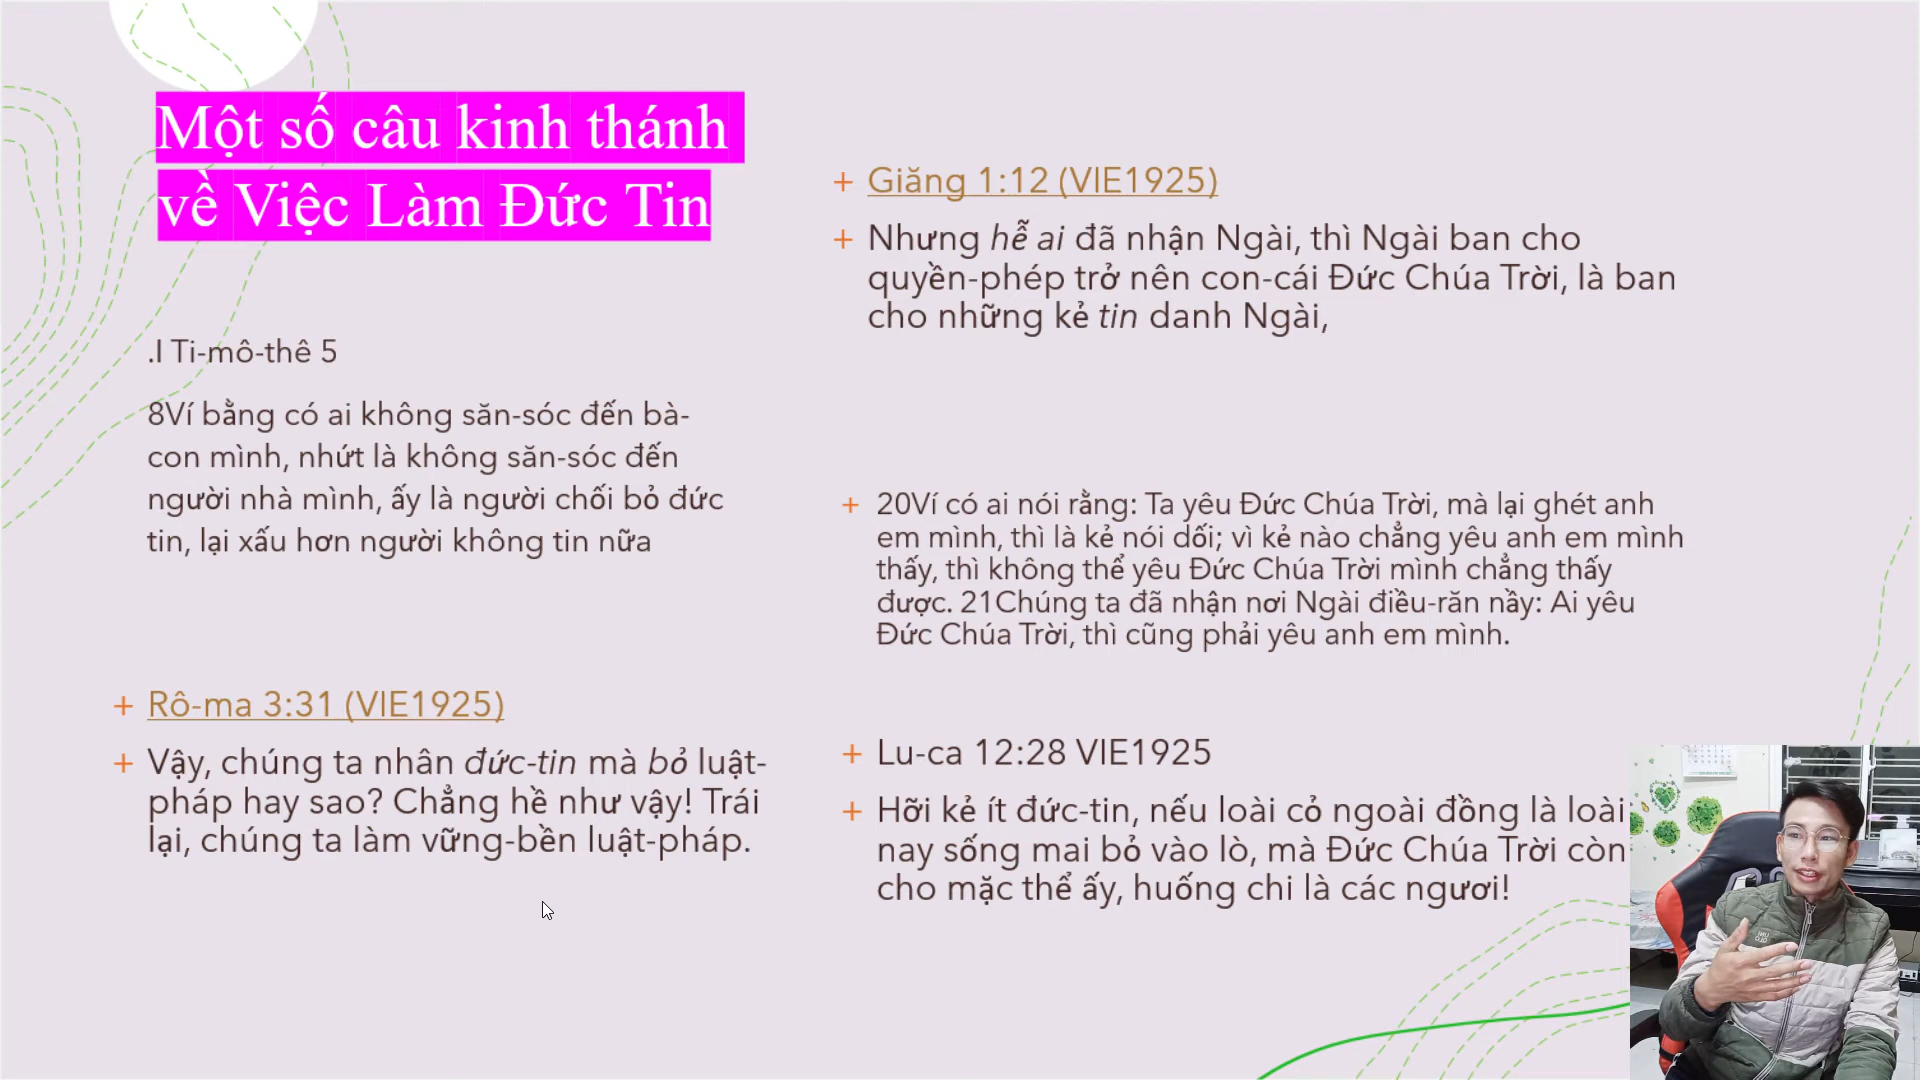 Một số câu kinh thánh
về Việc Làm Đức Tin
.I Ti-mô-thê 5
8Ví bằng có ai không săn-sóc đến bà-
con mình, nhứt là không săn-sóc đến
người nhà mình, ấy là người chối bỏ đức
tin, lại xấu hơn người không tin nữa
+ Rô-ma 3:31 (VIE1925)
+ Vậy, chúng ta nhân đức-tin mà bỏ luật-
pháp hay sao? Chẳng hề như vậy! Trái
lại, chúng ta làm vững-bền luật-pháp.
+ Giăng 1:12 (VIE1925)
+ Nhưng hễ ai đã nhận Ngài, thì Ngài ban cho
quyền-phép trở nên con-cái Đức Chúa Trời, là ban
cho những kẻ tin danh Ngài,
+ 20Ví có ai nói rằng: Ta yêu Đức Chúa Trời, mà lại ghét anh
em mình, thì là kẻ nói dối; vì kẻ nào chẳng yêu anh em mình
thấy, thì không thể yêu Đức Chúa Trời mình chẳng thấy
được. 21Chúng ta đã nhận nơi Ngài điều-răn nầy: Ai yêu
Đức Chúa Trời, thì cũng phải yêu anh em mình.
+ Lu-ca 12:28 VIE1925
+ Hỡi kẻ ít đức-tin, nếu loài cỏ ngoài đồng là loài
nay sống mai bỏ vào lò, mà Đức Chúa Trời còn
cho mặc thể ấy, huống chi là các ngươi!